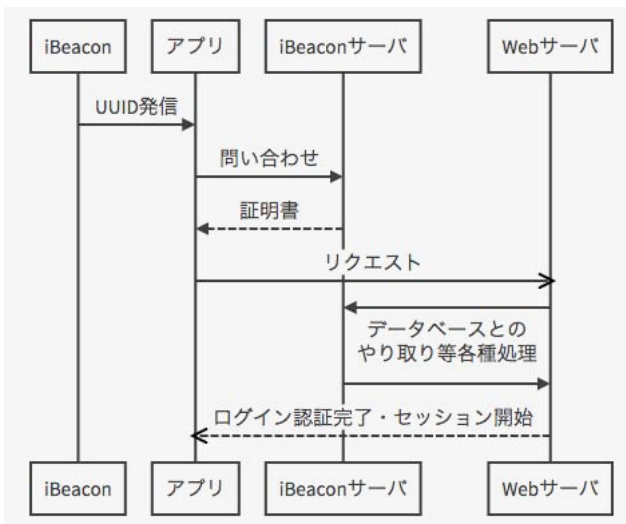 iBeacon
アプリ
iBeaconサーバ
Webサーバ
UUID発信
問い合わせ
証明書
リクエスト
データベースとの
やり取り等各種処理
ログイン認証完了・セッション開始
iBeacon
アプリ
iBeaconサーバ
Webサーバ